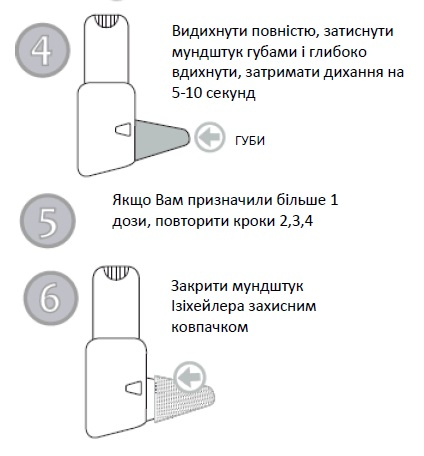 4
Видихнути повністю, затиснути
мундштук губами і глибоко
вдихнути, затримати дихання на
5-10 секунд
ГУБИ
5
Якщо Вам призначили більше 1
дози, повторити кроки 2,3,4
6
Закрити мундштук
Ізіхейлера захисним
ковпачком